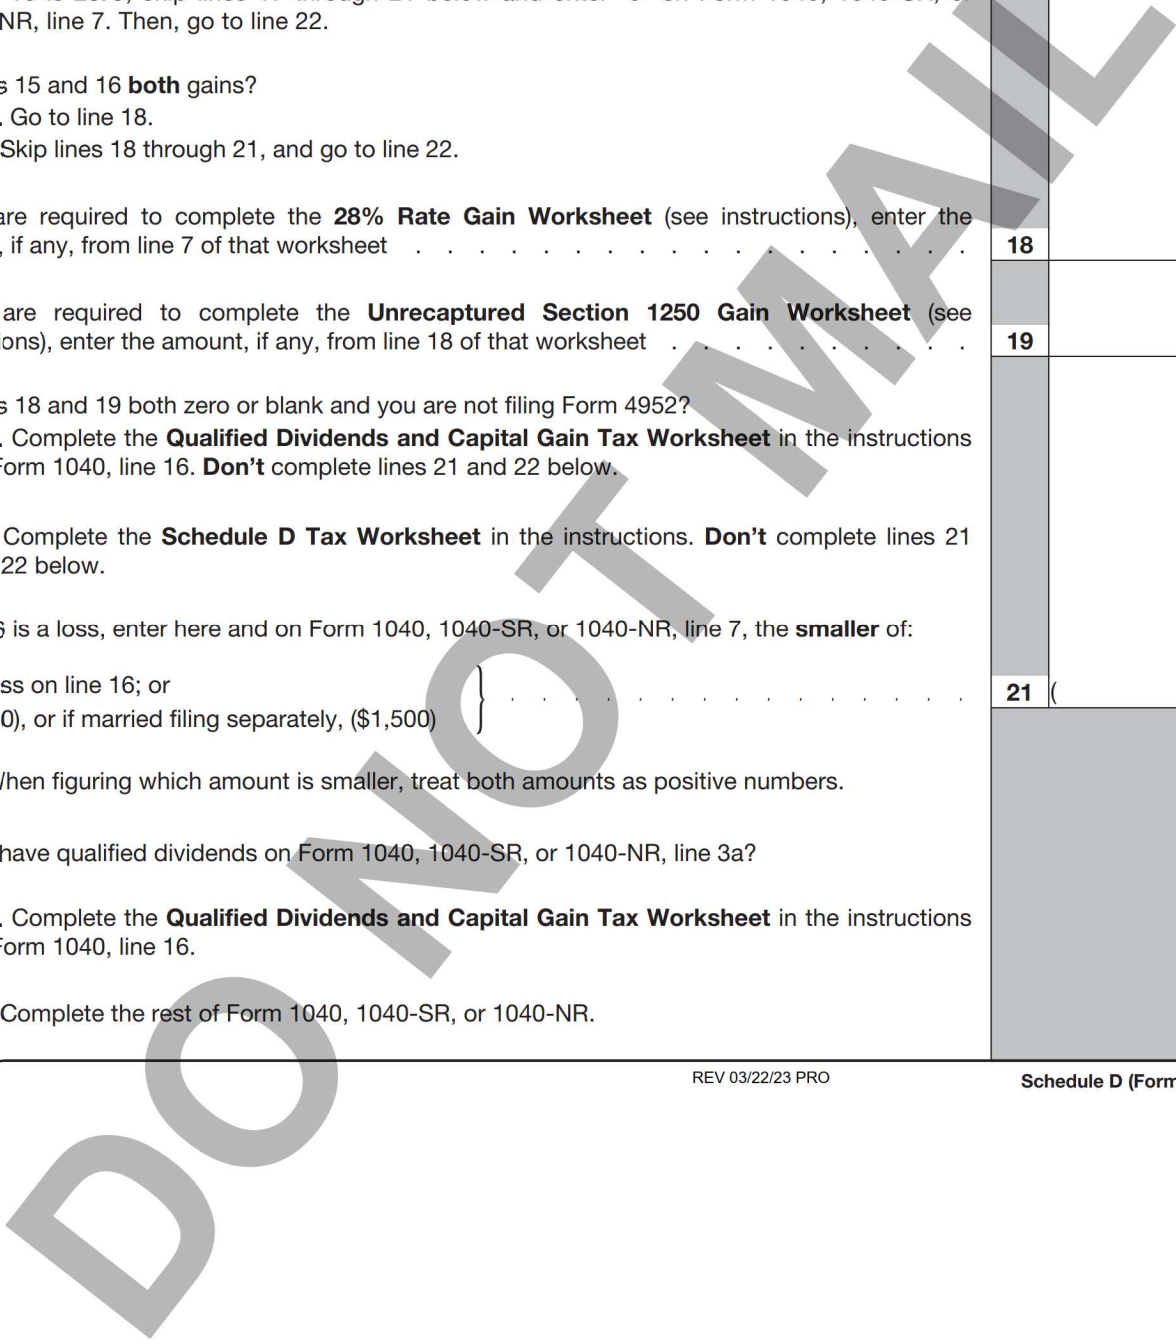 NR, line 7. Then, go to line 22.
15 and 16 both gains?
. Go to line 18.
Skip lines 18 through 21, and go to line 22.
are required to complete the 28% Rate Gain Worksheet (see instructions), enter the
, if any, from line 7 of that worksheet . . . . . . . . . . . . . . . . . . 18
are required to complete the Unrecaptured Section 1250 Gain Worksheet (see
ions), enter the amount, if any, from line 18 of that worksheet . . . . . . . . . . 19
18 and 19 both zero or blank and you are not filing Form 4952?
. Complete the Qualified Dividends and Capital Gain Tax Worksheet in the instructions
Form 1040, line 16. Don't complete lines 21 and 22 below.
Complete the Schedule D Tax Worksheet in the instructions. Don't complete lines 21
22 below.
is a loss, enter here and on Form 1040, 1040-SR, or 1040-NR, line 7, the smaller of:
ss on line 16; or
. . . . . . . . . . . . . . . 21 (
0), or if married filing separately, ($1,500)
When figuring which amount is smaller, treat both amounts as positive numbers.
have qualified dividends on Form 1040, 1040-SR, or 1040-NR, line 3a?
. Complete the Qualified Dividends and Capital Gain Tax Worksheet in the instructions
Form 1040, line 16.
Complete the rest of Form 1040, 1040-SR, or 1040-NR.
REV 03/22/23 PRO Schedule D (Form
DO NOT MAIL